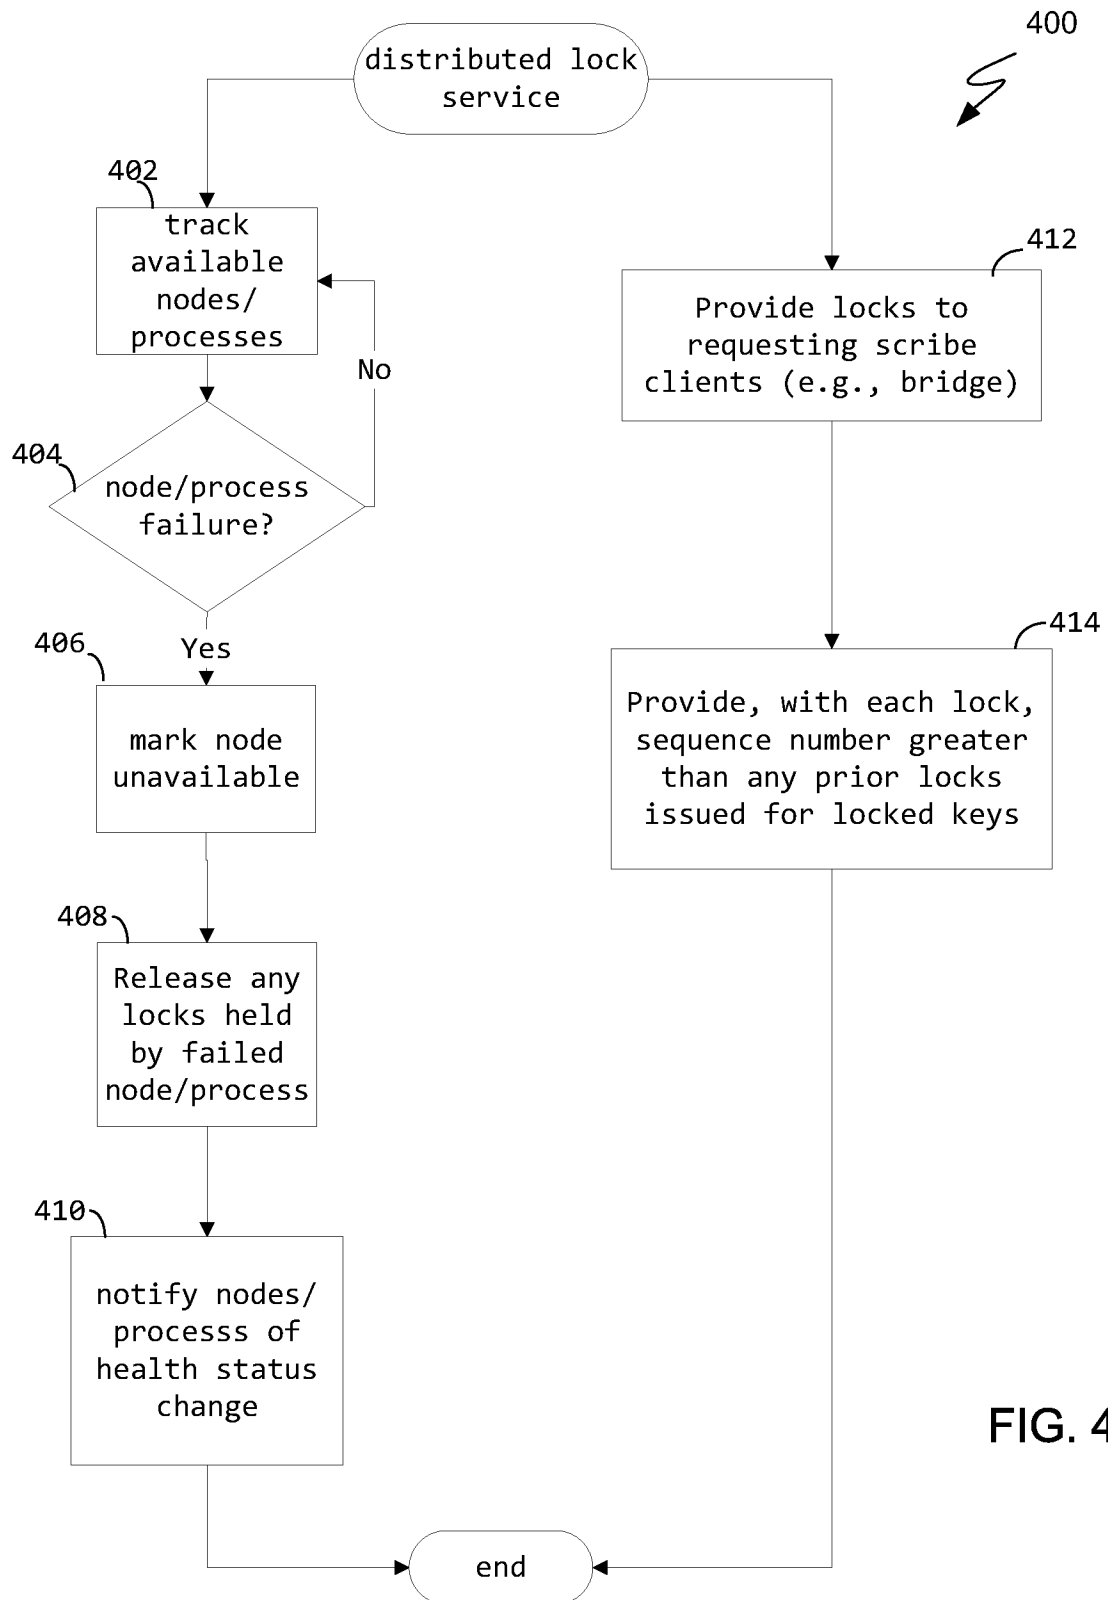 400
distributed lock
service
402
track
available
nodes/
processes
412
Provide locks to
requesting scribe
clients (e.g., bridge)
No
404
node/process
failure?
Yes
406
mark node
unavailable
414
Provide, with each lock,
sequence number greater
than any prior locks
issued for locked keys
408
Release any
locks held
by failed
node/process
410
notify nodes/
processs of
health status
change
FIG. 4
end